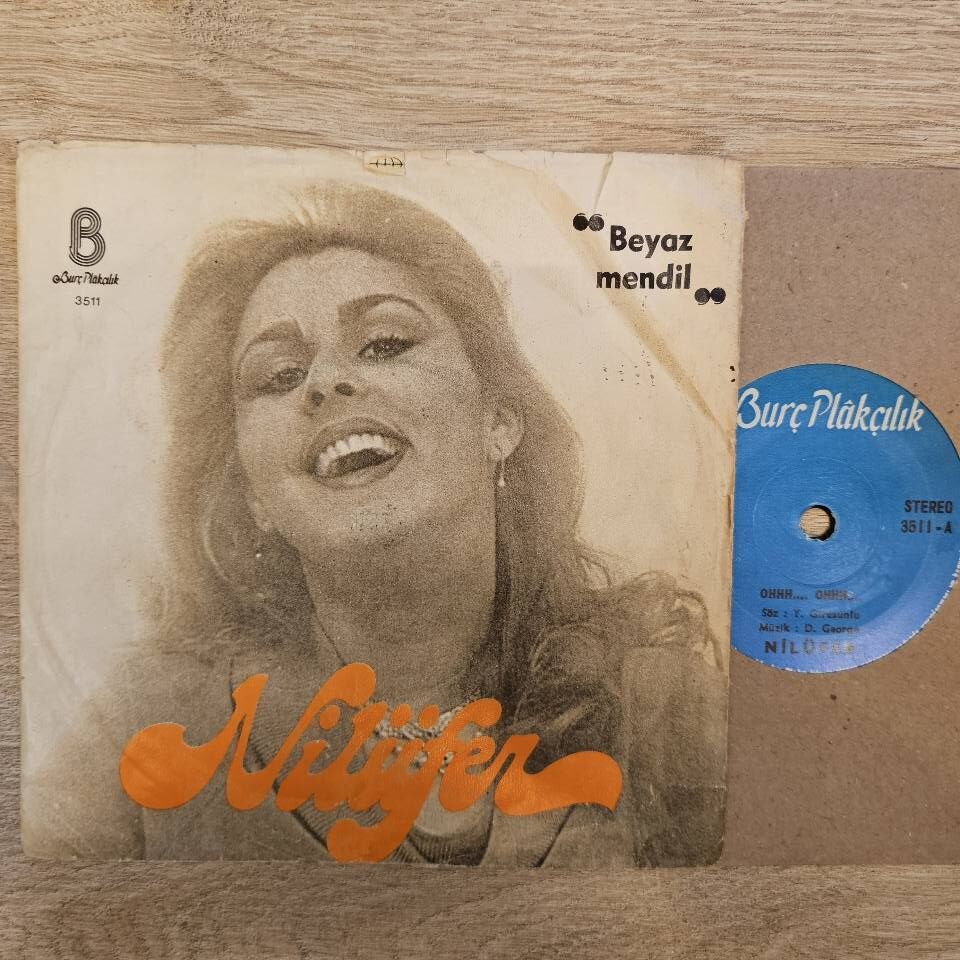 B
Burç Plâkçılık
3511
Beyaz
mendil
Nilüfer
Burç Plâkçılık
STEREO
3511-A
OHHH.... OHHH..
Söz : Y. Giresunlu
Müzik : D. George
NİLÜFER